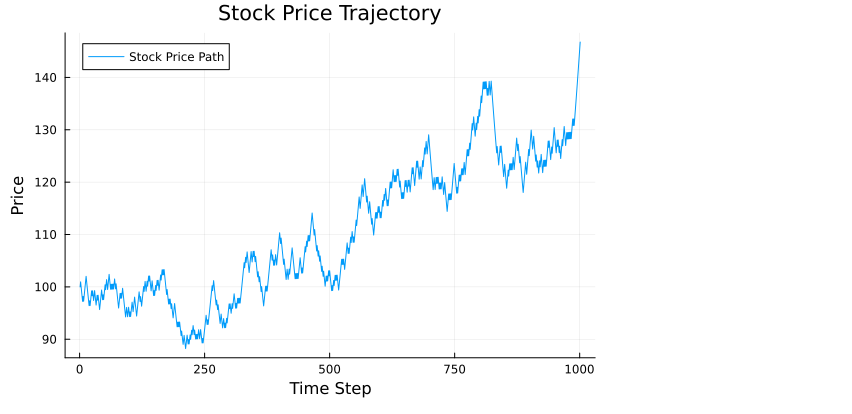 Stock Price Trajectory
Stock Price Path
140
130
120
110
100
90
Price
0 250 500 750 1000
Time Step